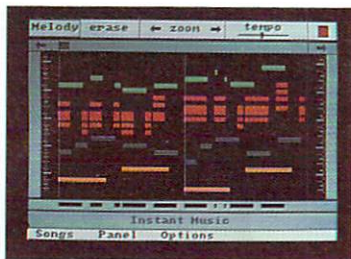 Melody erase ← zoom → tempo
Instant Music
Songs Panel Options